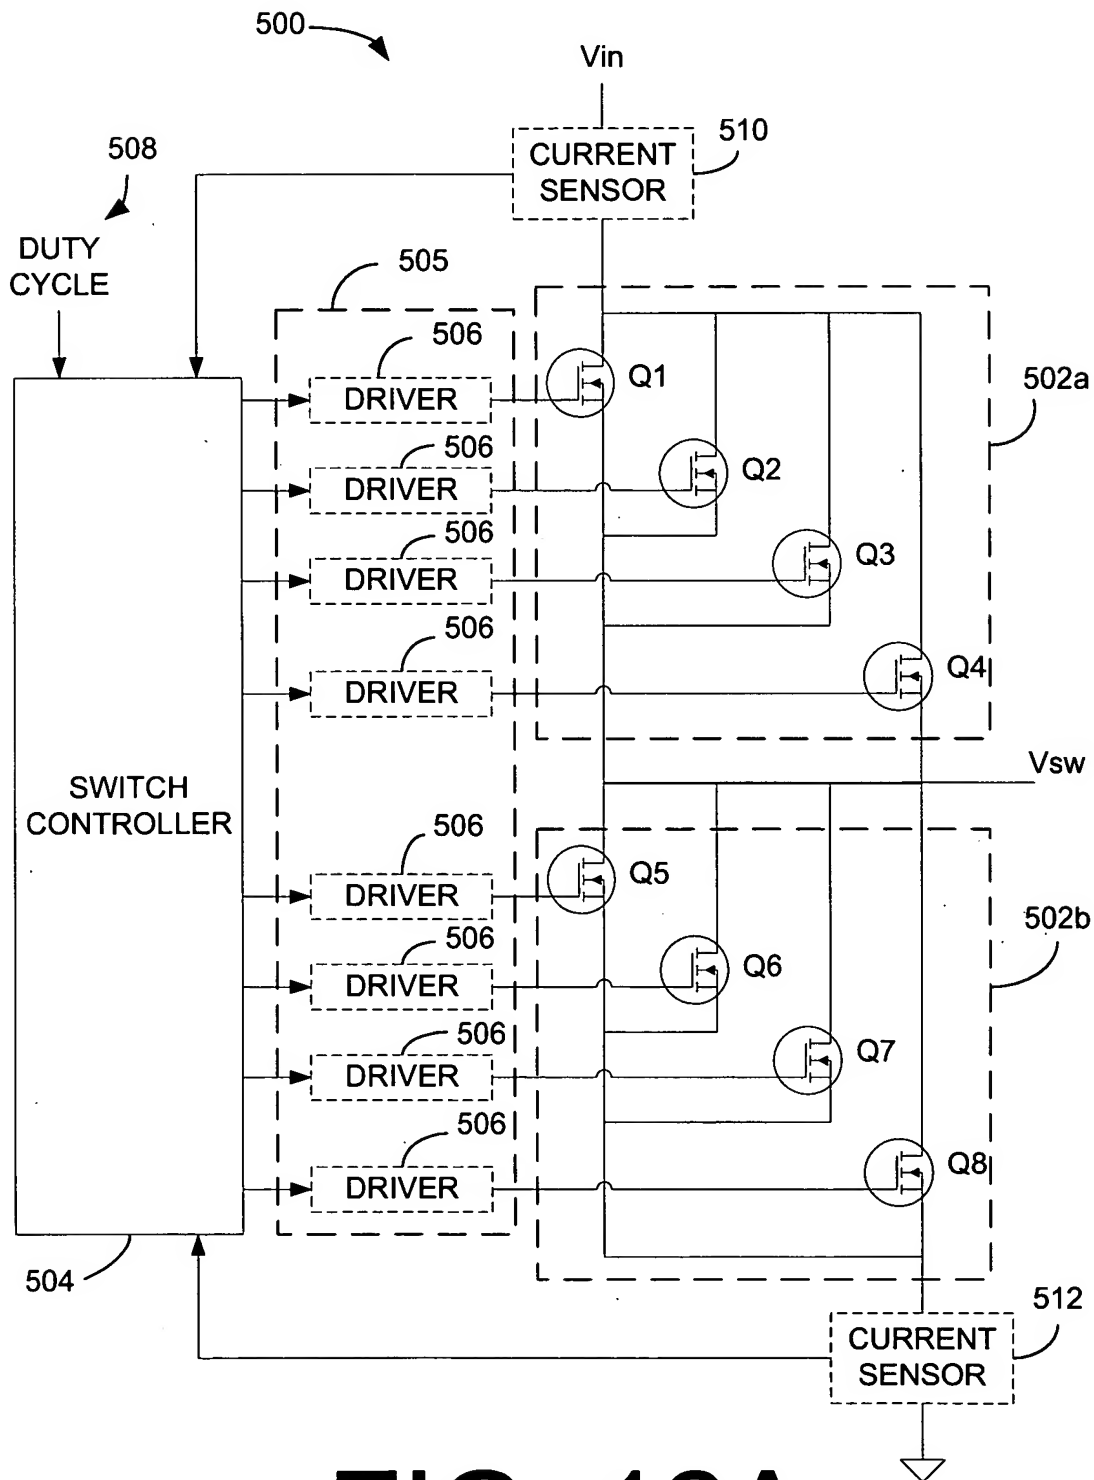 500
Vin
510
CURRENT
SENSOR
508
DUTY
CYCLE
505
506
DRIVER
Q1
502a
506
DRIVER
Q2
506
DRIVER
Q3
506
DRIVER
Q4
Vsw
SWITCH
CONTROLLER
506
DRIVER
Q5
502b
506
DRIVER
Q6
506
DRIVER
Q7
506
DRIVER
Q8
504
512
CURRENT
SENSOR